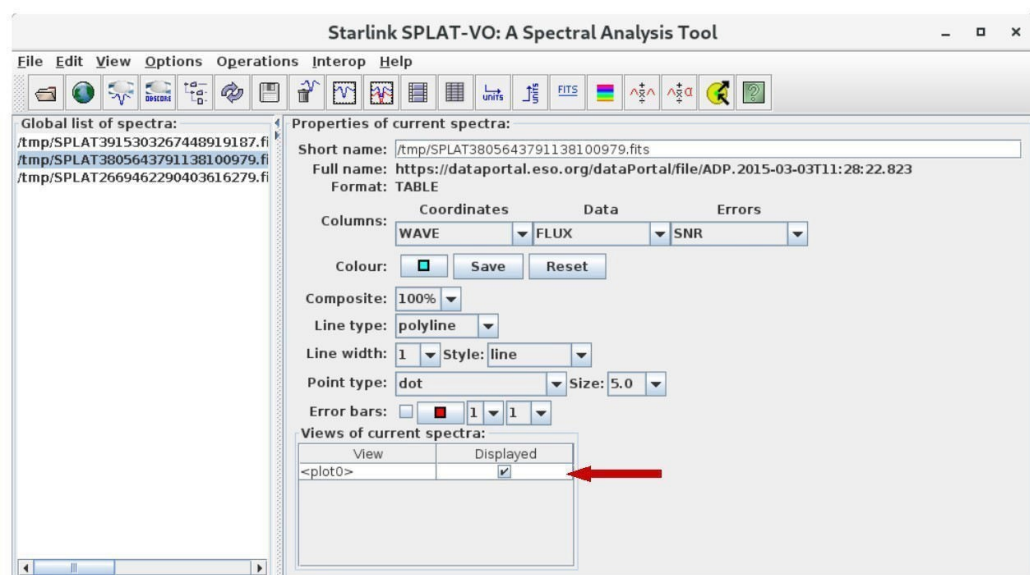 Starlink SPLAT-VO: A Spectral Analysis Tool
File Edit View Options Operations Interop Help
OBSCORE units FITS
Global list of spectra:
/tmp/SPLAT3915303267448919187.fi
/tmp/SPLAT3805643791138100979.fi
/tmp/SPLAT2669462290403616279.fi
Properties of current spectra:
Short name: /tmp/SPLAT3805643791138100979.fits
Full name: https://dataportal.eso.org/dataPortal/file/ADP.2015-03-03T11:28:22.823
Format: TABLE
Coordinates Data Errors
Columns: WAVE FLUX SNR
Colour: Save Reset
Composite: 100%
Line type: polyline
Line width: 1 Style: line
Point type: dot Size: 5.0
Error bars: 1 1
Views of current spectra:
View Displayed
<plot0>